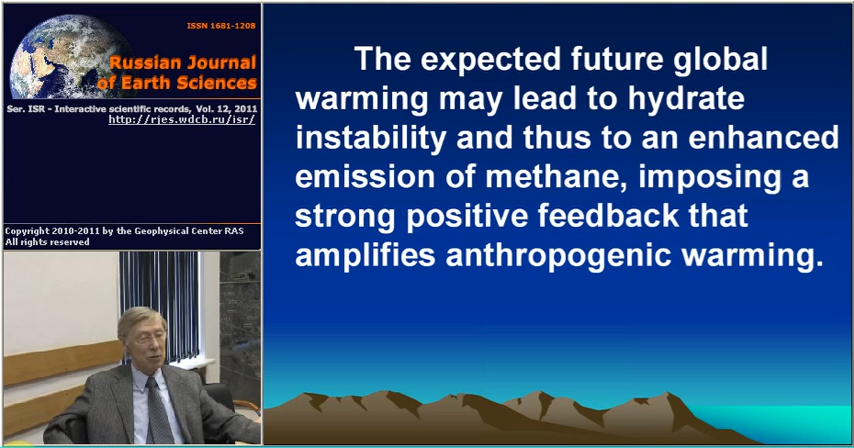 ISSN 1681-1208
Russian Journal
of Earth Sciences
Ser. ISR - Interactive scientific records, Vol. 12, 2011
http://rjes.wdcb.ru/isr/
Copyright 2010-2011 by the Geophysical Center RAS
All rights reserved
The expected future global
warming may lead to hydrate
instability and thus to an enhanced
emission of methane, imposing a
strong positive feedback that
amplifies anthropogenic warming.